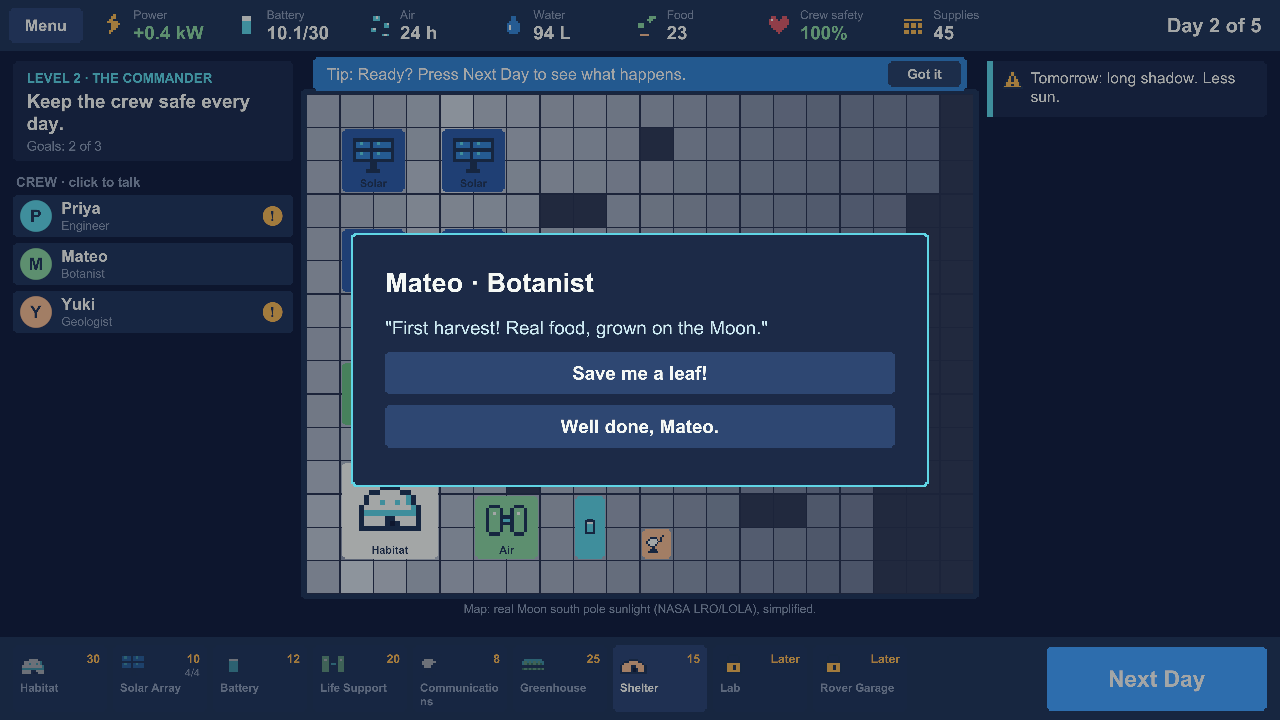 Menu
Power
+0.4 kW
Battery
10.1/30
Air
24 h
Water
94 L
Food
23
Crew safety
100%
Supplies
45
Day 2 of 5
LEVEL 2 · THE COMMANDER
Keep the crew safe every
day.
Goals: 2 of 3
Tip: Ready? Press Next Day to see what happens.
Got it
Tomorrow: long shadow. Less
sun.
CREW · click to talk
P
Priya
Engineer
!
M
Mateo
Botanist
Y
Yuki
Geologist
!
Solar
Solar
Mateo · Botanist
"First harvest! Real food, grown on the Moon."
Save me a leaf!
Well done, Mateo.
Habitat
Air
Map: real Moon south pole sunlight (NASA LRO/LOLA), simplified.
30
Habitat
10
4/4
Solar Array
12
Battery
20
Life Support
8
Communicatio
ns
25
Greenhouse
15
Shelter
Later
Lab
Later
Rover Garage
Next Day